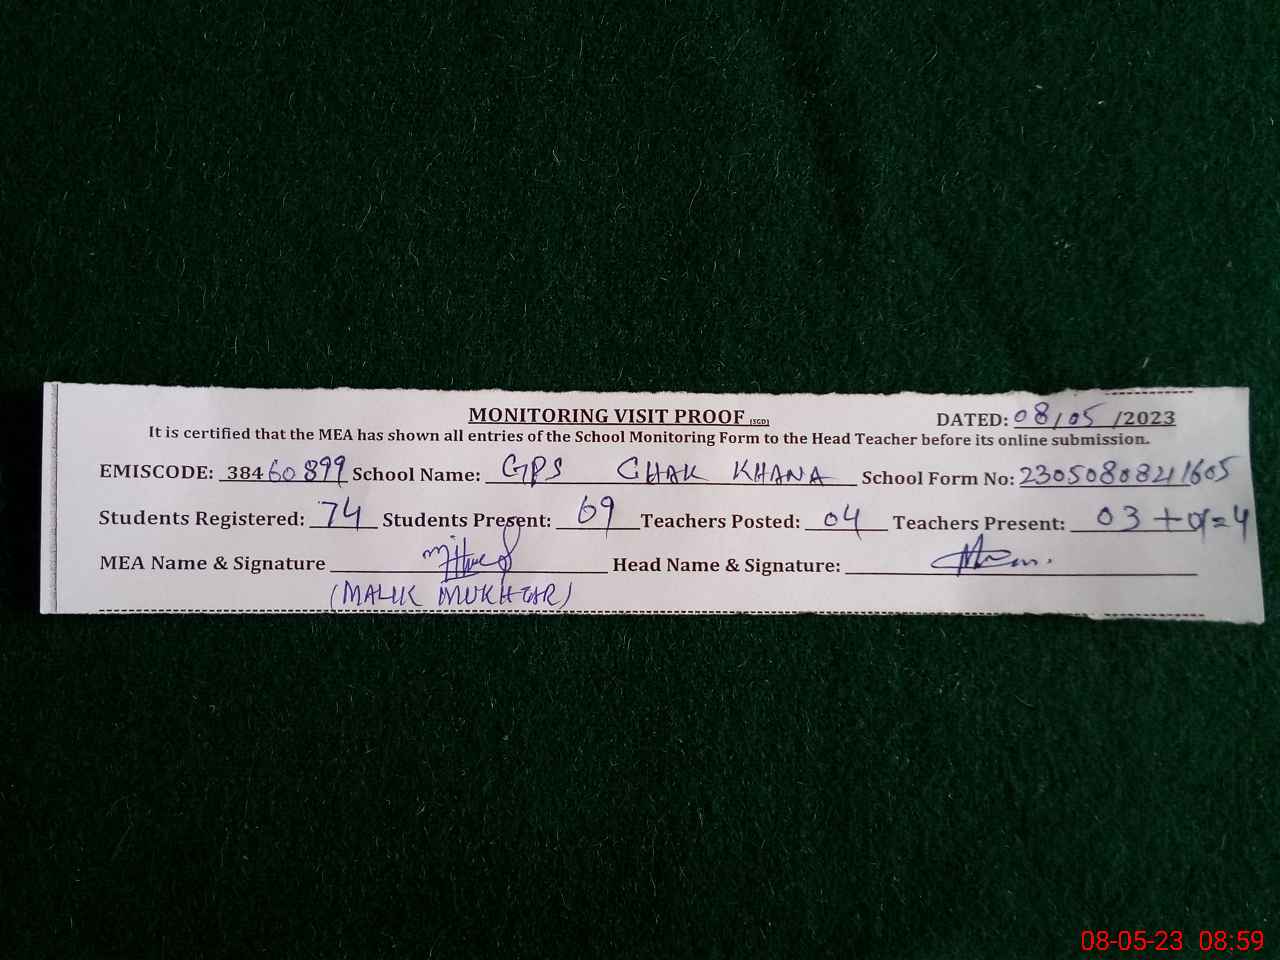 MONITORING VISIT PROOF (SGD) DATED: 08/05/2023
It is certified that the MEA has shown all entries of the School Monitoring Form to the Head Teacher before its online submission.
EMISCODE: 38460899 School Name: GPS CHAK KHANA School Form No: 2305080841605
Students Registered: 74 Students Present: 69 Teachers Posted: 04 Teachers Present: 03 + = 4
MEA Name & Signature Head Name & Signature:
(MALIK MUKHTAR)
08-05-23 08:59